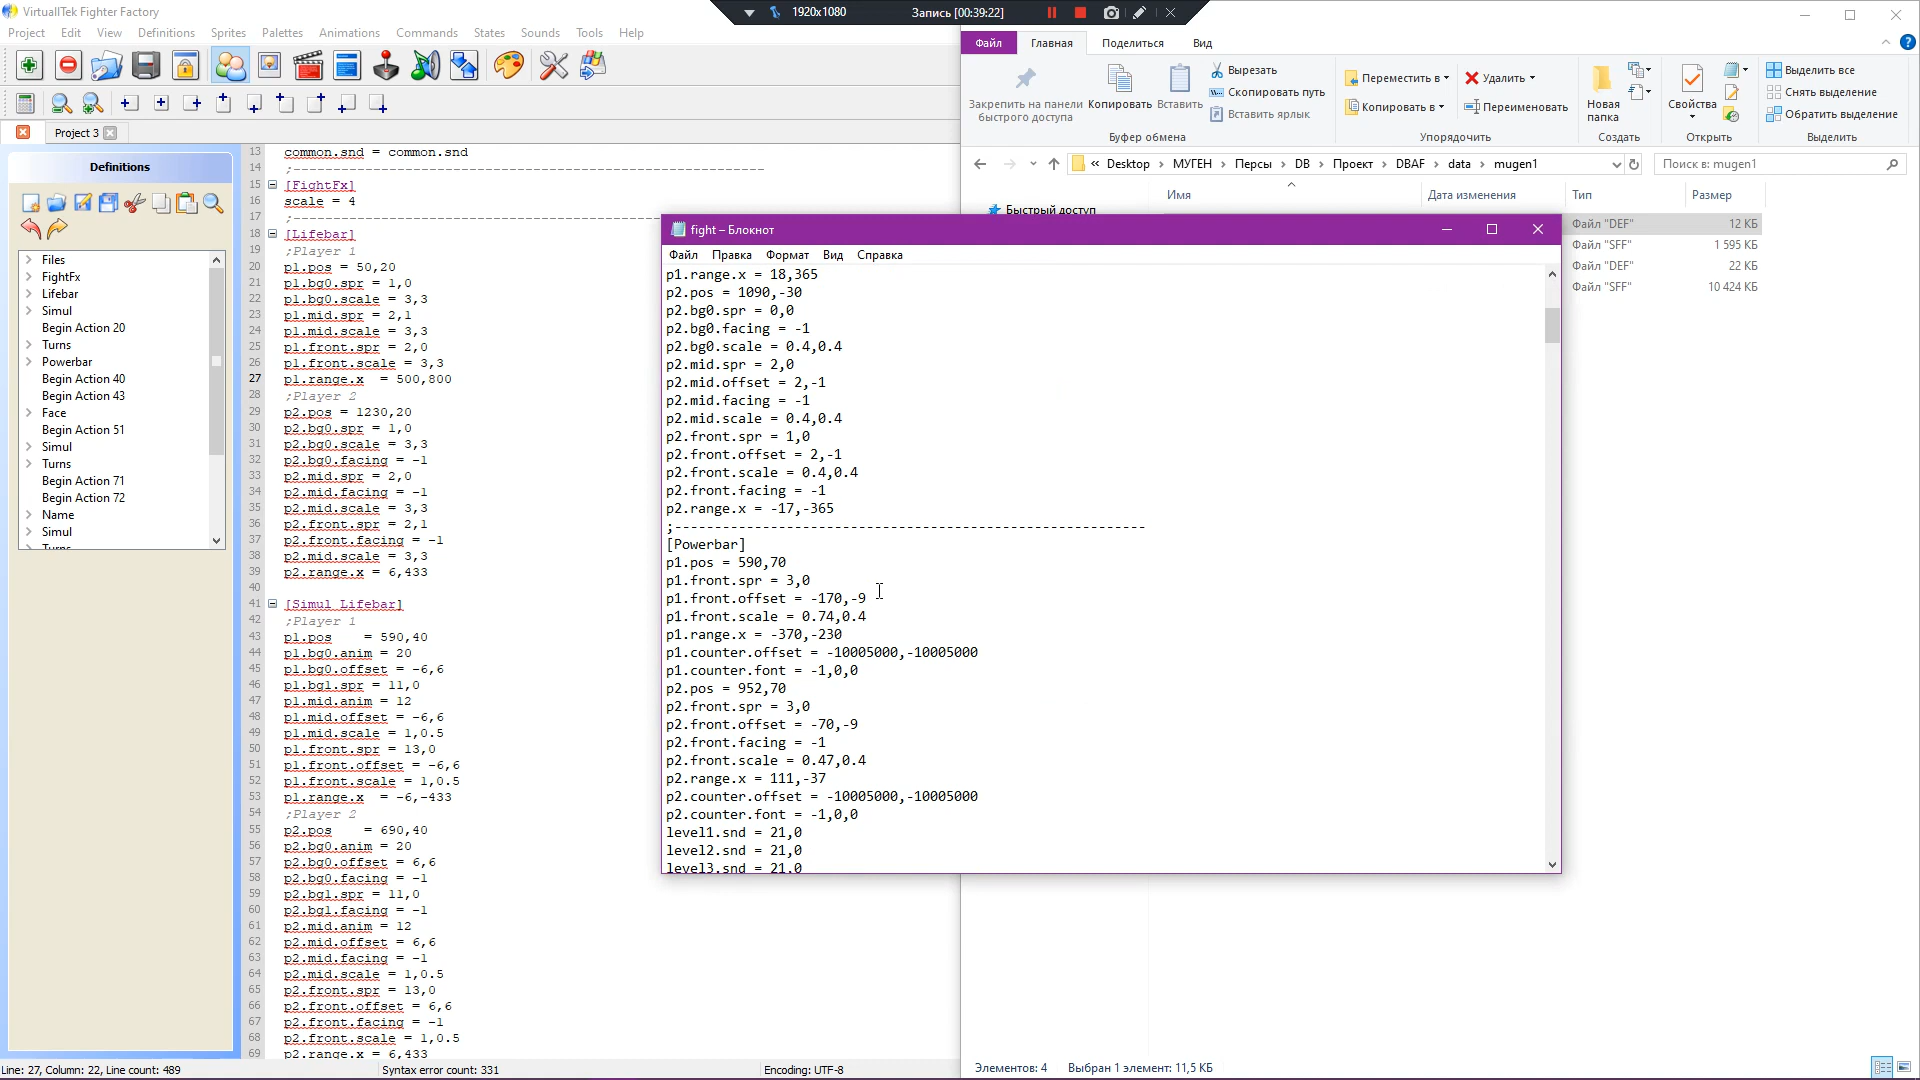 VirtuallTek Fighter Factory
1920x1080
Запись [00:39:22]
Project Edit View Definitions Sprites Palettes Animations Commands States Sounds Tools Help
Project 3
Definitions
Files
FightFx
Lifebar
Simul
Begin Action 20
Turns
Powerbar
Begin Action 40
Begin Action 43
Face
Begin Action 51
Simul
Turns
Begin Action 71
Begin Action 72
Name
Simul
Turns
13 common.snd = common.snd
14 ;-----------------------------------------------------------
15 [FightFx]
16 scale = 4
17 ;-----------------------------------------------------------
18 [Lifebar]
19 ;Player 1
20 p1.pos = 50,20
21 p1.bg0.spr = 1,0
22 p1.bg0.scale = 3,3
23 p1.mid.spr = 2,1
24 p1.mid.scale = 3,3
25 p1.front.spr = 2,0
26 p1.front.scale = 3,3
27 p1.range.x  = 500,800
28 ;Player 2
29 p2.pos = 1230,20
30 p2.bg0.spr = 1,0
31 p2.bg0.scale = 3,3
32 p2.bg0.facing = -1
33 p2.mid.spr = 2,0
34 p2.mid.facing = -1
35 p2.mid.scale = 3,3
36 p2.front.spr = 2,1
37 p2.front.facing = -1
38 p2.mid.scale = 3,3
39 p2.range.x = 6,433
40
41 [Simul Lifebar]
42 ;Player 1
43 p1.pos    = 590,40
44 p1.bg0.anim = 20
45 p1.bg0.offset = -6,6
46 p1.bg1.spr = 11,0
47 p1.mid.anim = 12
48 p1.mid.offset = -6,6
49 p1.mid.scale = 1,0.5
50 p1.front.spr = 13,0
51 p1.front.offset = -6,6
52 p1.front.scale = 1,0.5
53 p1.range.x  = -6,-433
54 ;Player 2
55 p2.pos    = 690,40
56 p2.bg0.anim = 20
57 p2.bg0.offset = 6,6
58 p2.bg0.facing = -1
59 p2.bg1.spr = 11,0
60 p2.bg1.facing = -1
61 p2.mid.anim = 12
62 p2.mid.offset = 6,6
63 p2.mid.facing = -1
64 p2.mid.scale = 1,0.5
65 p2.front.spr = 13,0
66 p2.front.offset = 6,6
67 p2.front.facing = -1
68 p2.front.scale = 1,0.5
69 p2.range.x = 6,433
Line: 27, Column: 22, Line count: 489
Syntax error count: 331
Encoding: UTF-8
Файл Главная Поделиться Вид
Закрепить на панели быстрого доступа
Копировать
Вставить
Вырезать
Скопировать путь
Вставить ярлык
Буфер обмена
Переместить в
Копировать в
Удалить
Переименовать
Упорядочить
Новая папка
Создать
Свойства
Открыть
Выделить все
Снять выделение
Обратить выделение
Выделить
« Desktop МУГЕН Персы DB Проект DBAF data mugen1
Поиск в: mugen1
Имя Дата изменения Тип Размер
Быстрый доступ
Файл "DEF" 12 КБ
Файл "SFF" 1 595 КБ
Файл "DEF" 22 КБ
Файл "SFF" 10 424 КБ
fight – Блокнот
Файл Правка Формат Вид Справка
p1.range.x = 18,365
p2.pos = 1090,-30
p2.bg0.spr = 0,0
p2.bg0.facing = -1
p2.bg0.scale = 0.4,0.4
p2.mid.spr = 2,0
p2.mid.offset = 2,-1
p2.mid.facing = -1
p2.mid.scale = 0.4,0.4
p2.front.spr = 1,0
p2.front.offset = 2,-1
p2.front.scale = 0.4,0.4
p2.front.facing = -1
p2.range.x = -17,-365
;-----------------------------------------------------------
[Powerbar]
p1.pos = 590,70
p1.front.spr = 3,0
p1.front.offset = -170,-9
p1.front.scale = 0.74,0.4
p1.range.x = -370,-230
p1.counter.offset = -10005000,-10005000
p1.counter.font = -1,0,0
p2.pos = 952,70
p2.front.spr = 3,0
p2.front.offset = -70,-9
p2.front.facing = -1
p2.front.scale = 0.47,0.4
p2.range.x = 111,-37
p2.counter.offset = -10005000,-10005000
p2.counter.font = -1,0,0
level1.snd = 21,0
level2.snd = 21,0
level3.snd = 21,0
Элементов: 4
Выбран 1 элемент: 11,5 КБ